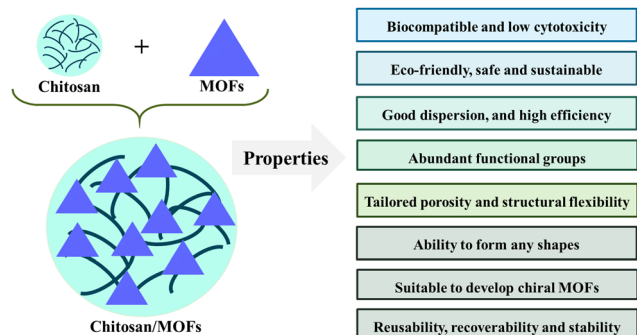 +
Chitosan
MOFs
Chitosan/MOFs
Properties
Biocompatible and low cytotoxicity
Eco-friendly, safe and sustainable
Good dispersion, and high efficiency
Abundant functional groups
Tailored porosity and structural flexibility
Ability to form any shapes
Suitable to develop chiral MOFs
Reusability, recoverability and stability